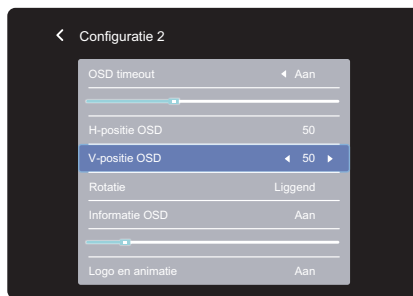 Configuratie 2
OSD timeout Aan
H-positie OSD 50
V-positie OSD 50
Rotatie Liggend
Informatie OSD Aan
Logo en animatie Aan